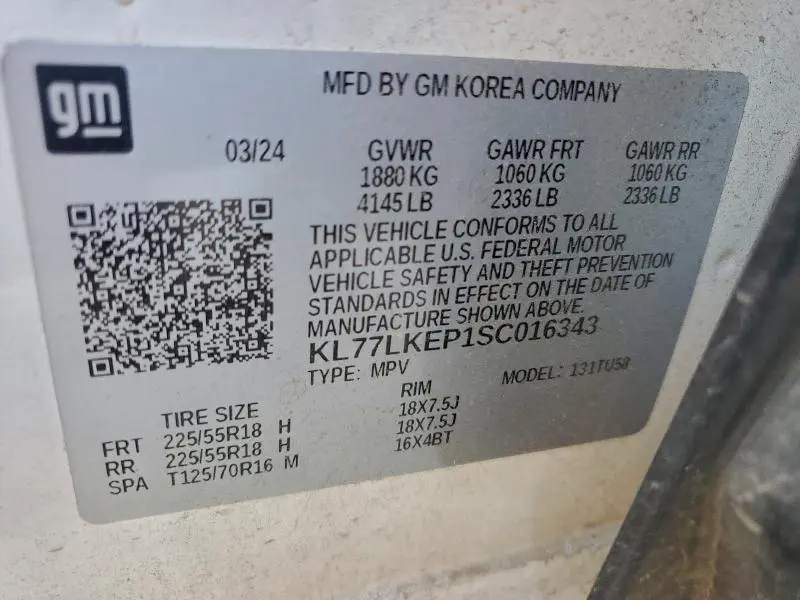 gm
MFD BY GM KOREA COMPANY
03/24 GVWR GAWR FRT GAWR RR
1880 KG 1060 KG 1060 KG
4145 LB 2336 LB 2336 LB
THIS VEHICLE CONFORMS TO ALL
APPLICABLE U.S. FEDERAL MOTOR
VEHICLE SAFETY AND THEFT PREVENTION
STANDARDS IN EFFECT ON THE DATE OF
MANUFACTURE SHOWN ABOVE.
KL77LKEP1SC016343
TYPE: MPV MODEL: 131TU58
TIRE SIZE RIM
FRT 225/55R18 H 18X7.5J
RR 225/55R18 H 18X7.5J
SPA T125/70R16 M 16X4BT